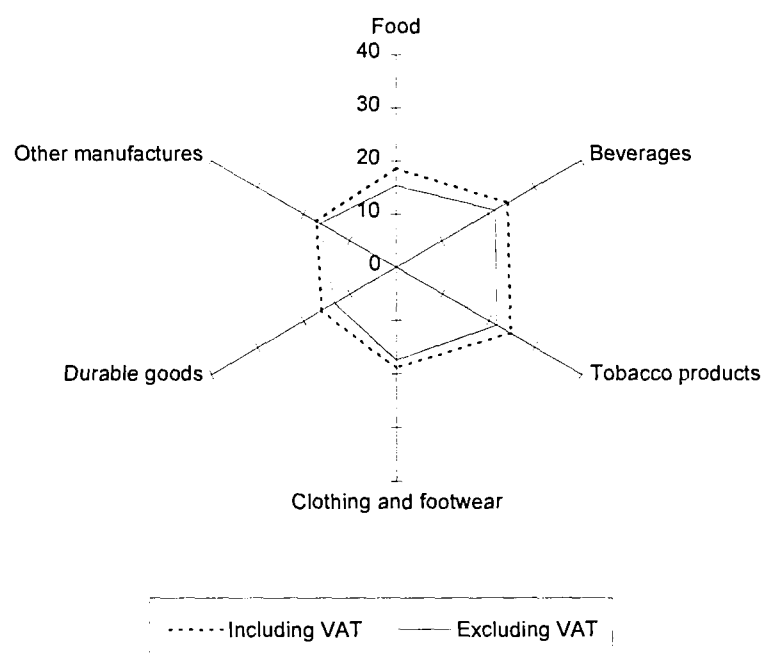 Food
40
30
20
10
0
Other manufactures
Beverages
Durable goods
Tobacco products
Clothing and footwear
Including VAT Excluding VAT